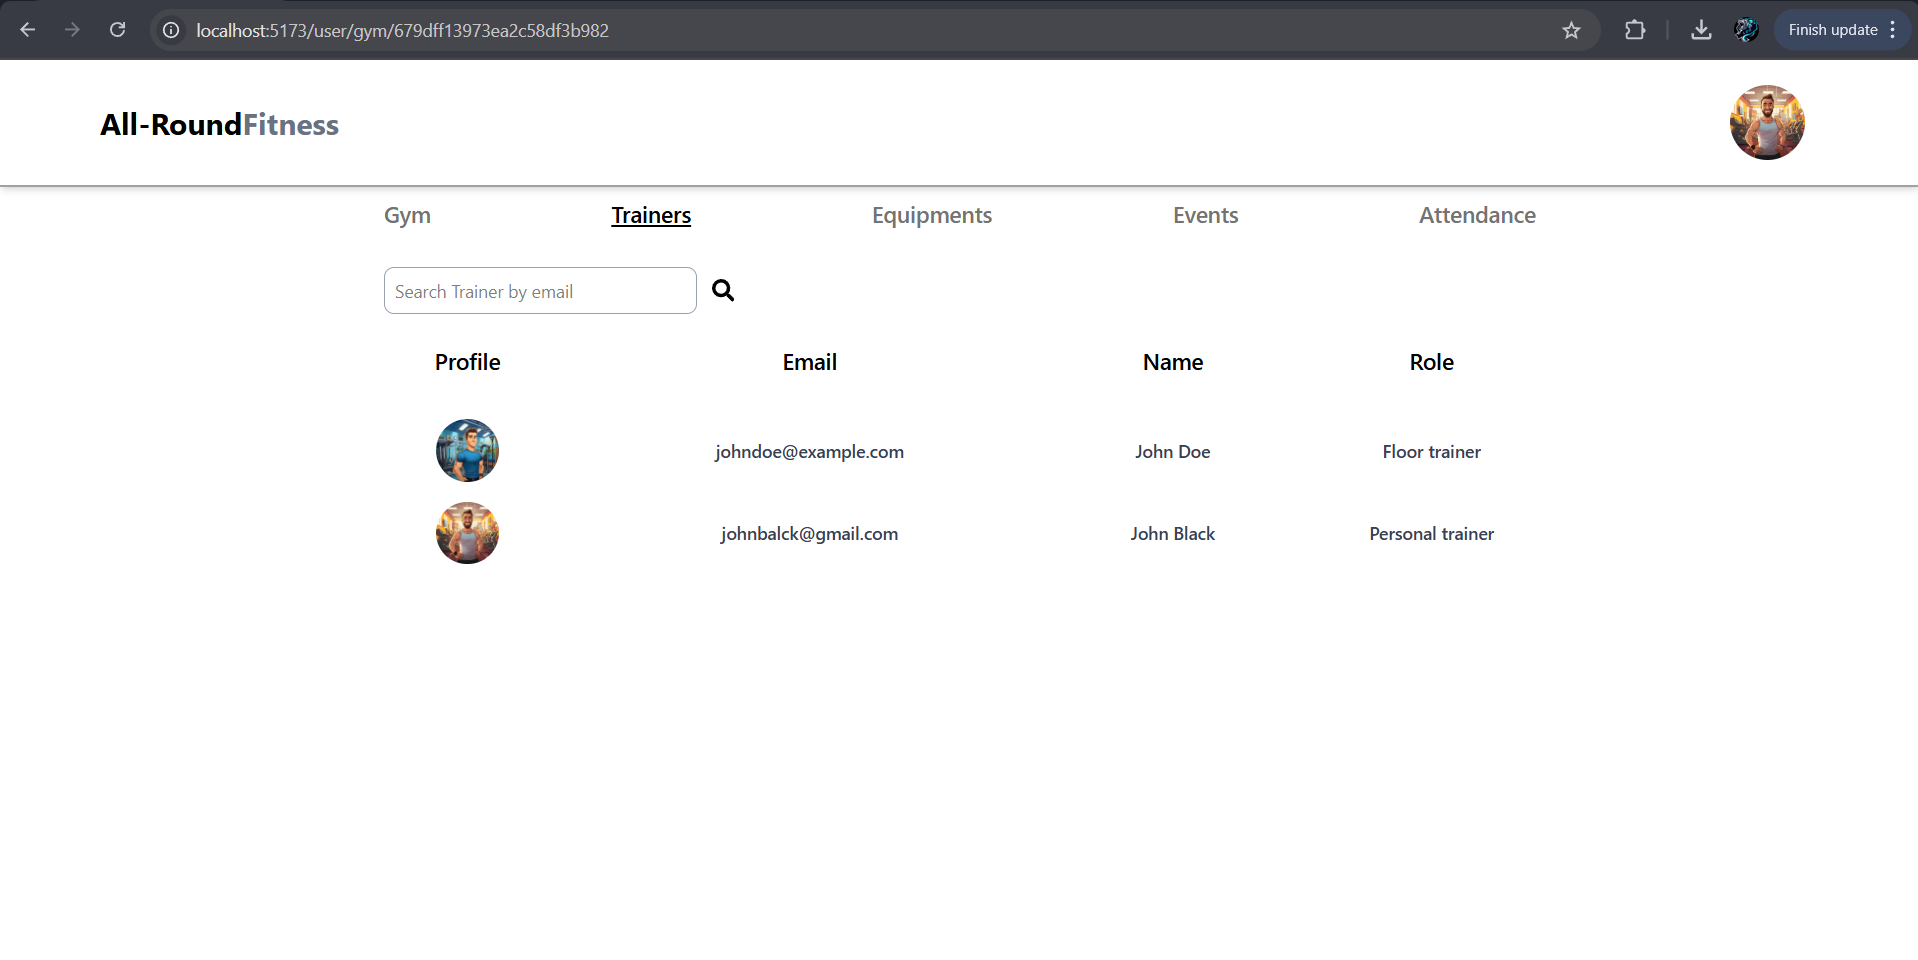 localhost:5173/user/gym/679dff13973ea2c58df3b982
Finish update
All-RoundFitness
Gym Trainers Equipments Events Attendance
Search Trainer by email
Profile Email Name Role
johndoe@example.com John Doe Floor trainer
johnbalck@gmail.com John Black Personal trainer